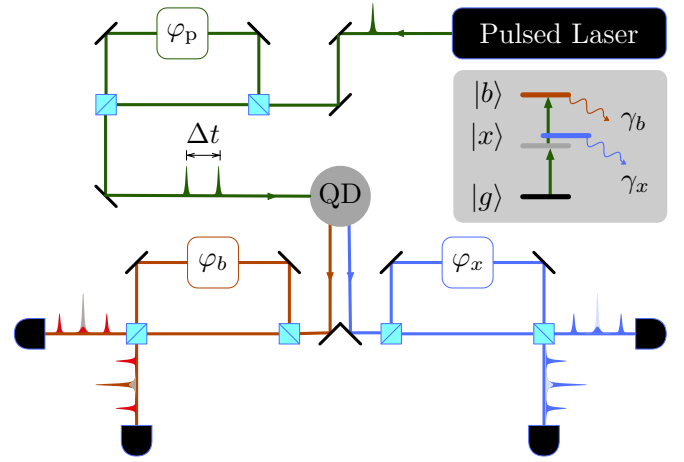 φ_p
Pulsed Laser
|b⟩
γ_b
|x⟩
γ_x
|g⟩
Δt
QD
φ_b
φ_x